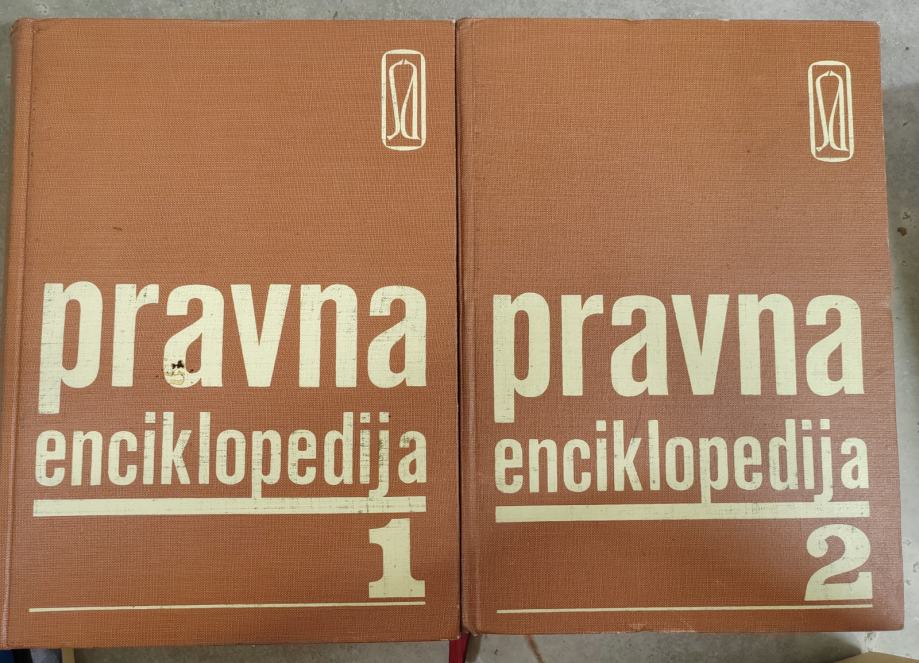 pravna
enciklopedija
1
pravna
enciklopedija
2